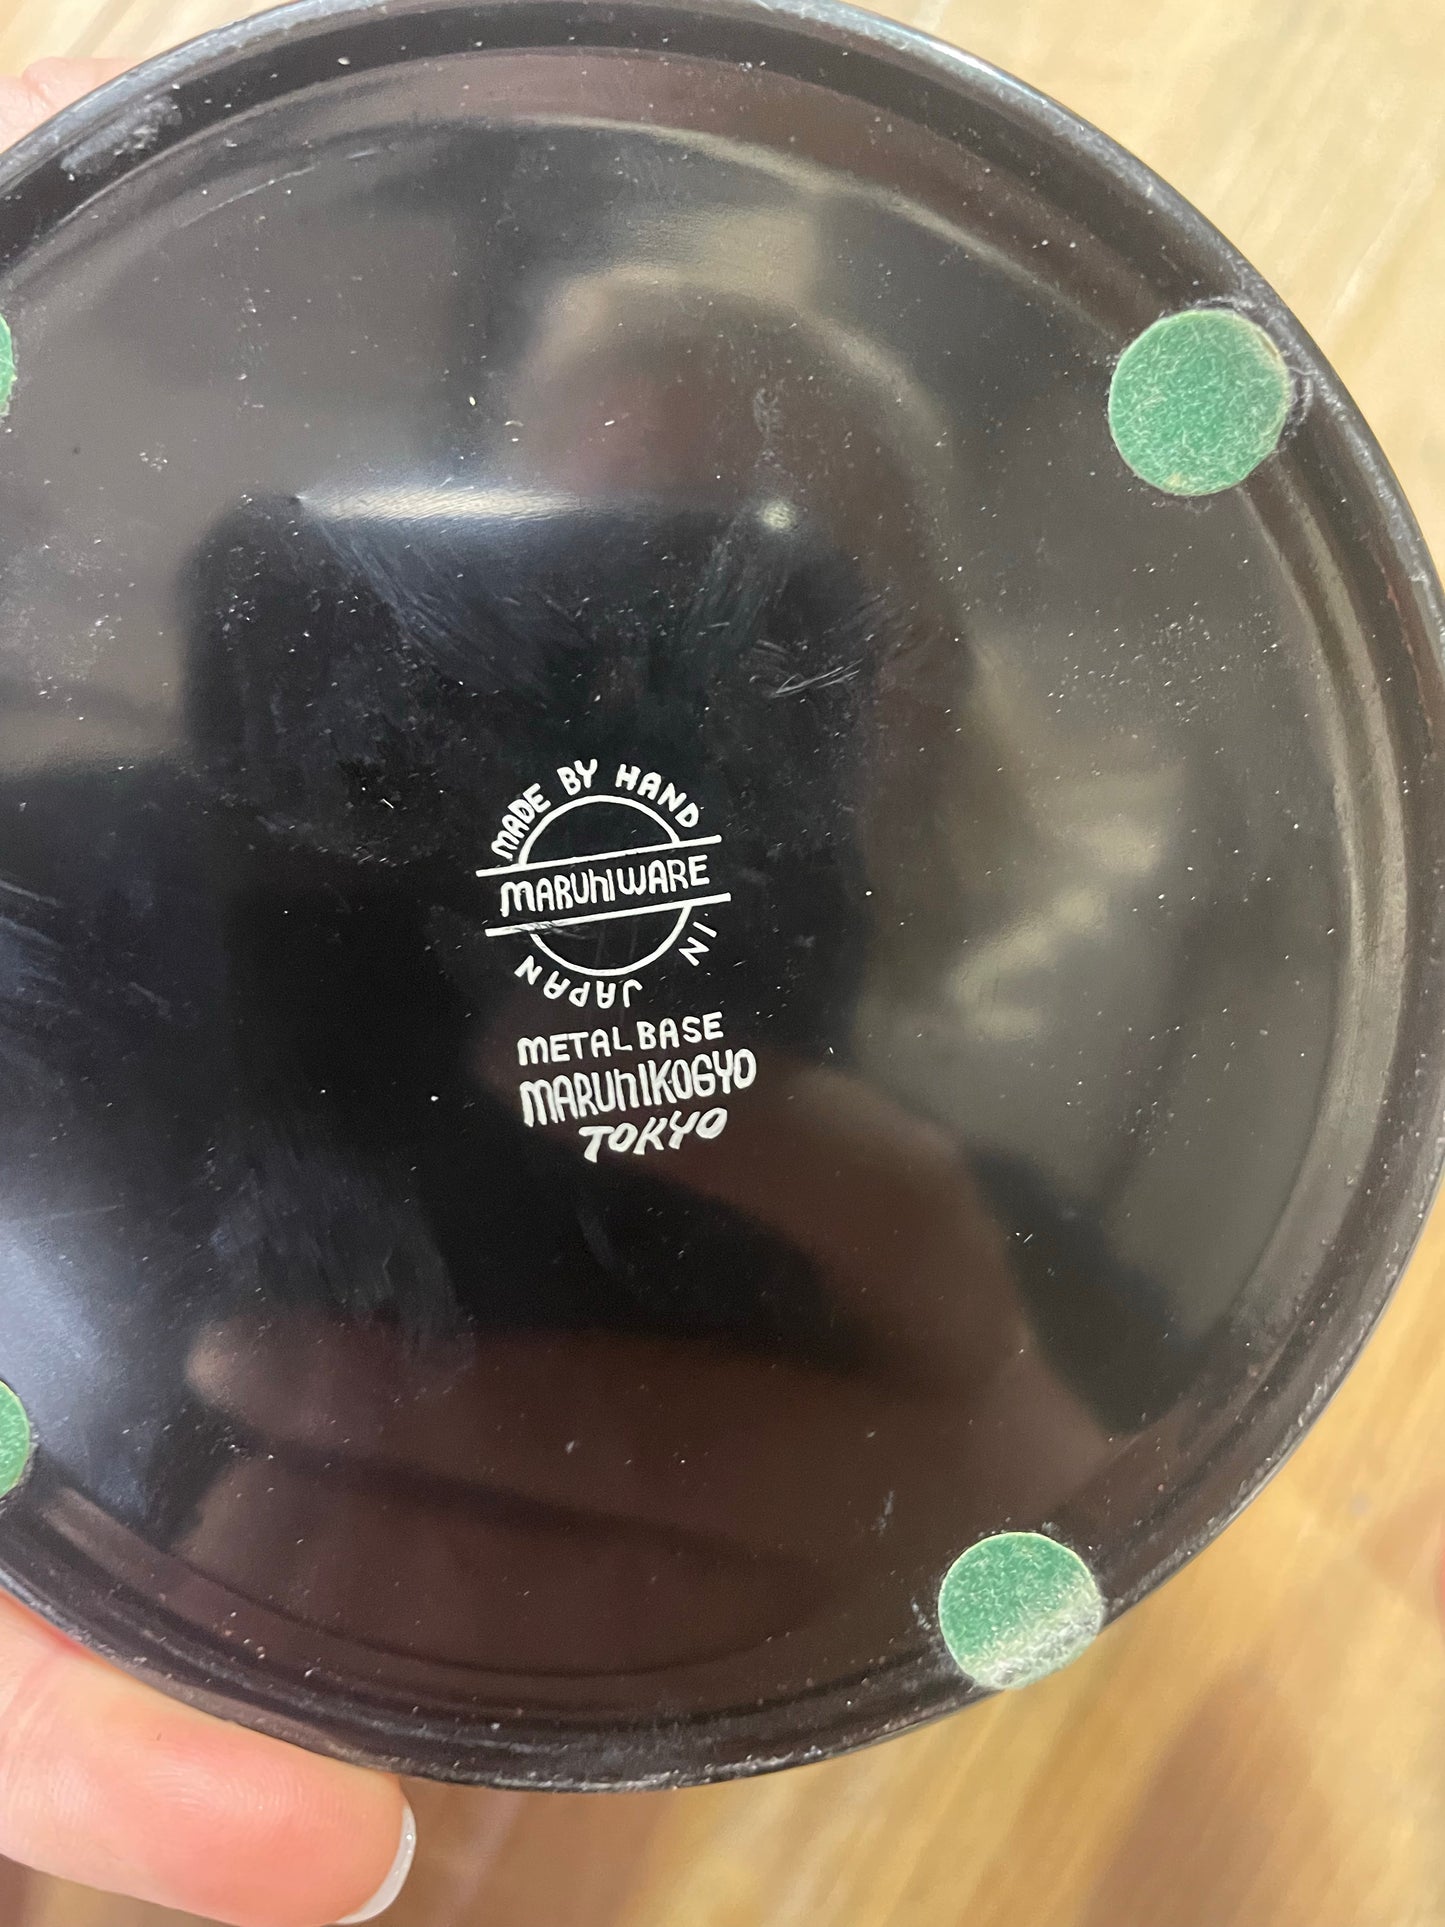 MADE BY HAND
MARUHIWARE
IN JAPAN
METAL BASE
MARUHIKOGYO
TOKYO